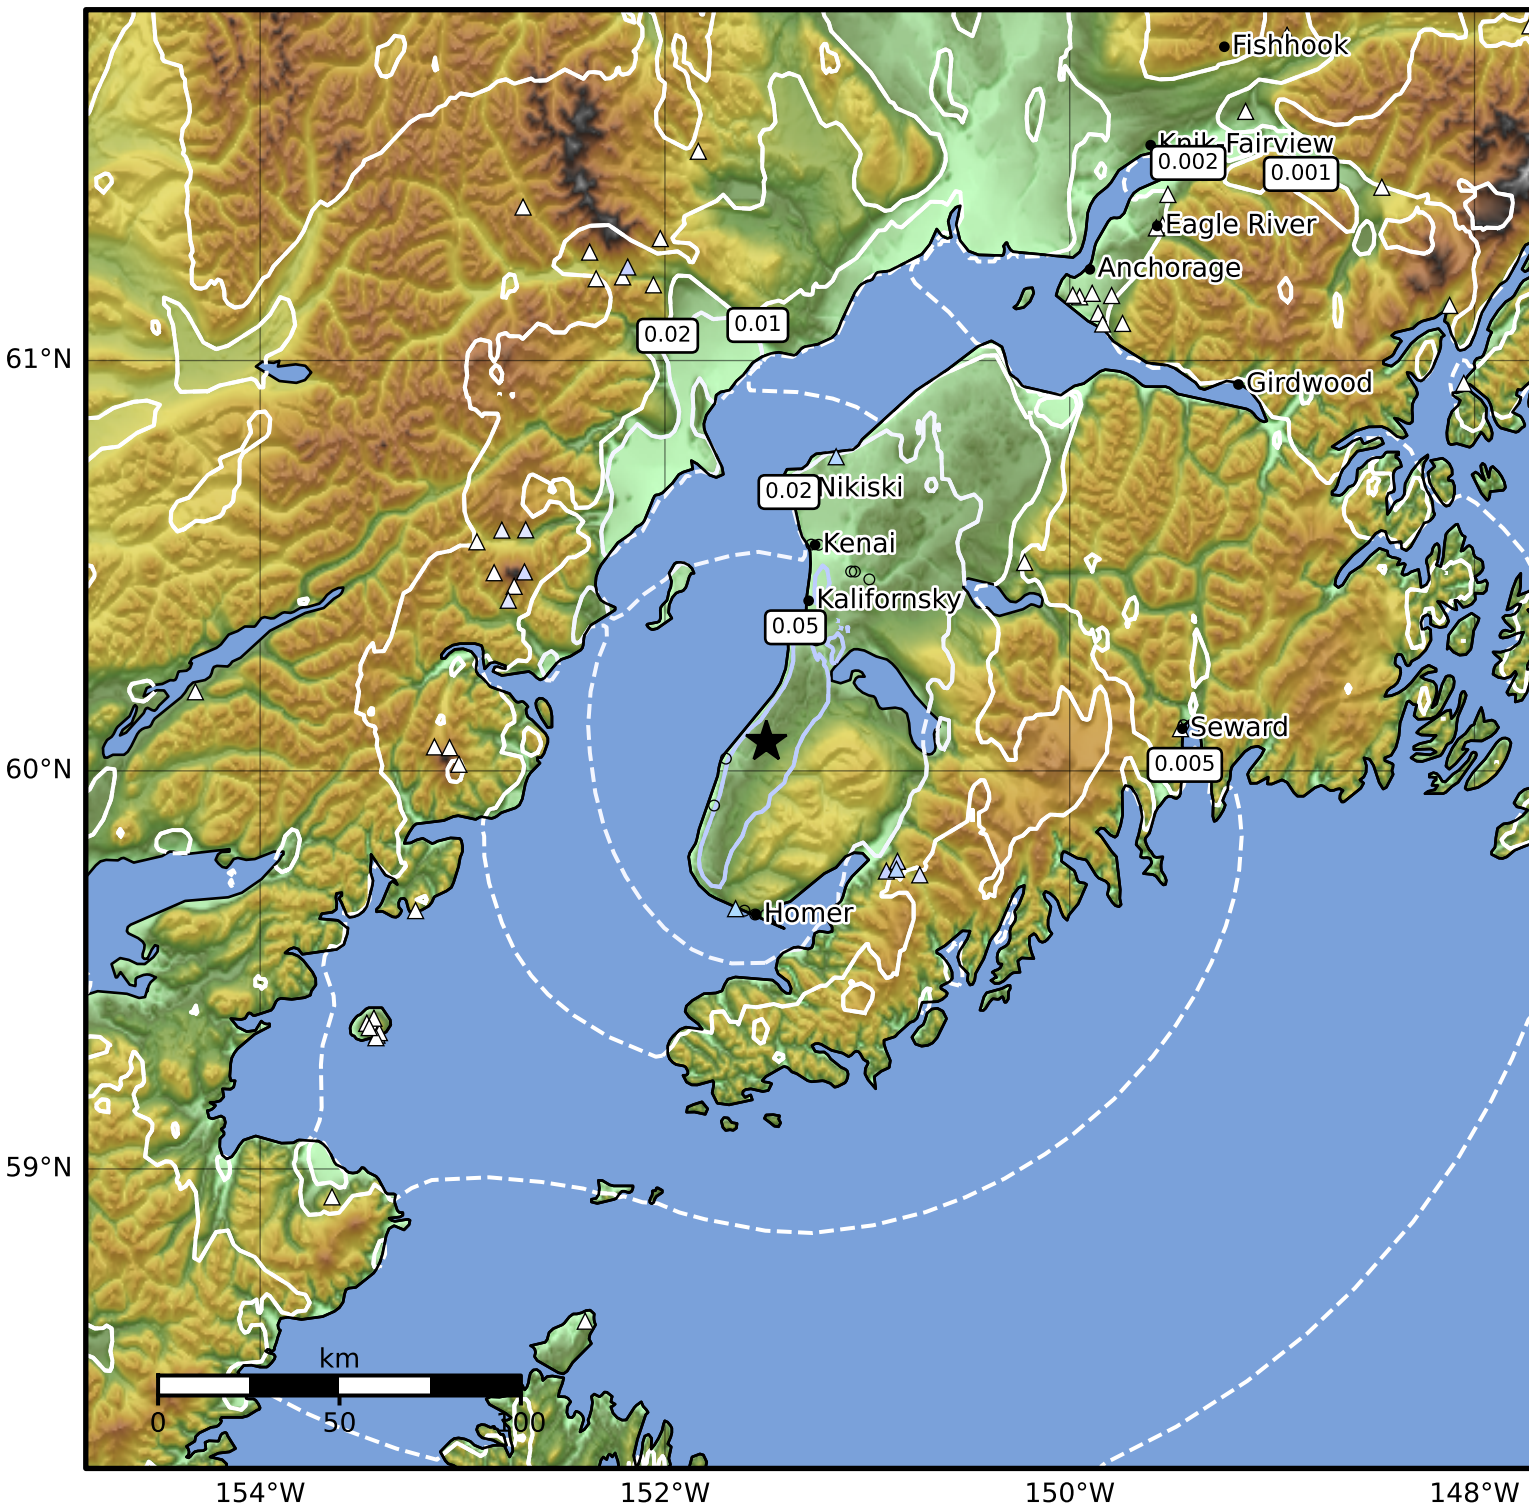 Fishhook
Knik-Fairview
0.002
0.001
Eagle River
Anchorage
0.02
0.01
61°N
Girdwood
0.02
Nikiski
Kenai
Kalifornsky
0.05
Seward
0.005
60°N
Homer
59°N
km
0
50
100
154°W
152°W
150°W
148°W